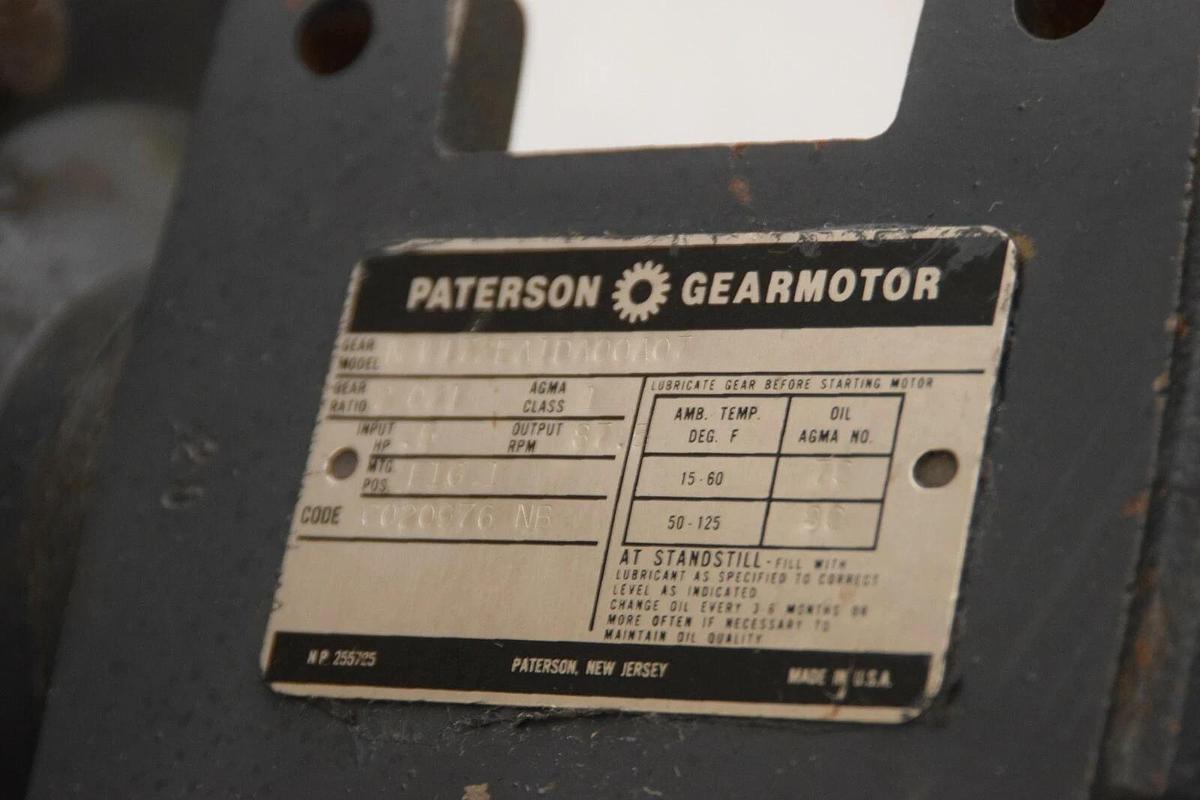 PATERSON GEARMOTOR
GEAR MODEL
GEAR RATIO AGMA CLASS 1
INPUT HP OUTPUT RPM
MTG. POS.
CODE NB
LUBRICATE GEAR BEFORE STARTING MOTOR
AMB. TEMP. DEG. F OIL AGMA NO.
15-60
50-125
AT STANDSTILL - FILL WITH
LUBRICANT AS SPECIFIED TO CORRECT
LEVEL AS INDICATED
CHANGE OIL EVERY 3-6 MONTHS OR
MORE OFTEN IF NECESSARY TO
MAINTAIN OIL QUALITY
N.P. 255725 PATERSON, NEW JERSEY MADE IN U.S.A.